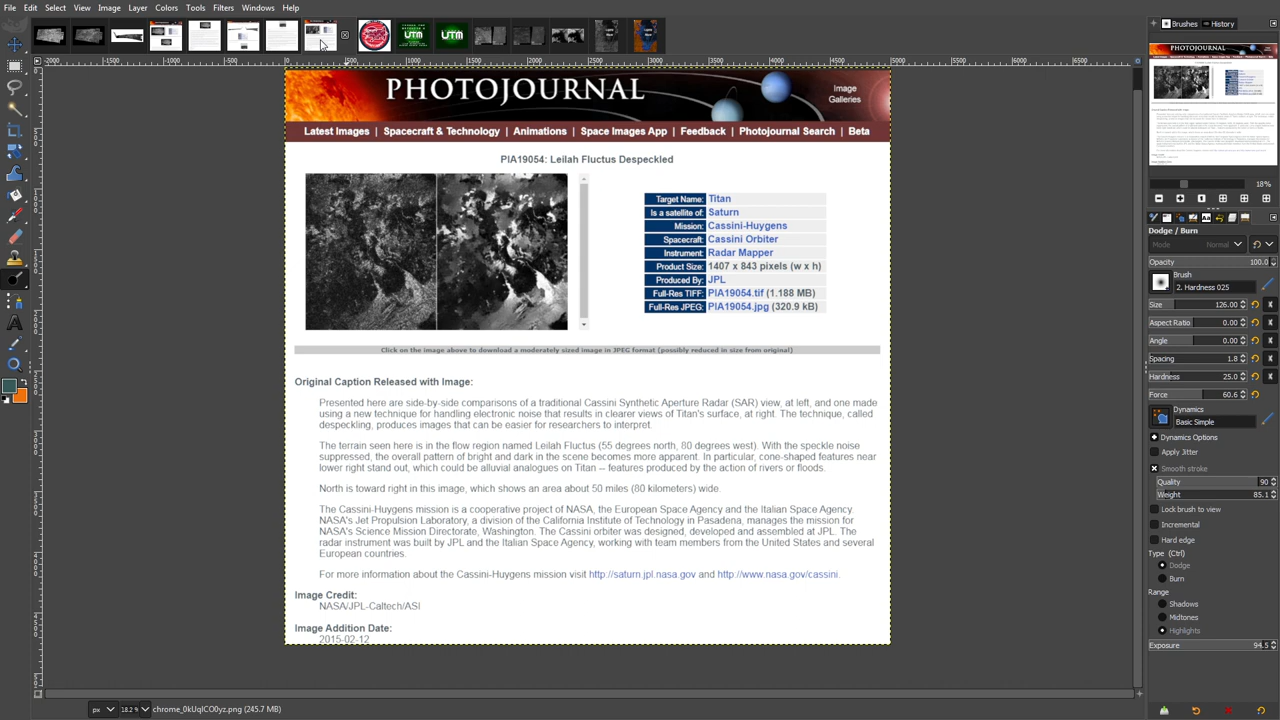 File Edit Select View Image Layer Colors Tools Filters Windows Help
UTM
UTM
Brushes History
PHOTOJOURNAL
Image
Galleries
Latest Images | Spacecraft & | Space Images App | Feedback | Beta
PIA19054: Leilah Fluctus Despeckled
Target Name: Titan
Is a satellite of: Saturn
Mission: Cassini-Huygens
Spacecraft: Cassini Orbiter
Instrument: Radar Mapper
Product Size: 1407 x 843 pixels (w x h)
Produced By: JPL
Full-Res TIFF: PIA19054.tif (1.188 MB)
Full-Res JPEG: PIA19054.jpg (320.9 kB)
Click on the image above to download a moderately sized image in JPEG format (possibly reduced in size from original)
Original Caption Released with Image:
Presented here are side-by-side comparisons of a traditional Cassini Synthetic Aperture Radar (SAR) view, at left, and one made
using a new technique for handling electronic noise that results in clearer views of Titan's surface, at right. The technique, called
despeckling, produces images that can be easier for researchers to interpret.
The terrain seen here is in the flow region named Leilah Fluctus (55 degrees north, 80 degrees west). With the speckle noise
suppressed, the overall pattern of bright and dark in the scene becomes more apparent. In particular, cone-shaped features near
lower right stand out, which could be alluvial analogues on Titan -- features produced by the action of rivers or floods.
North is toward right in this image, which shows an area about 50 miles (80 kilometers) wide.
The Cassini-Huygens mission is a cooperative project of NASA, the European Space Agency and the Italian Space Agency.
NASA's Jet Propulsion Laboratory, a division of the California Institute of Technology in Pasadena, manages the mission for
NASA's Science Mission Directorate, Washington. The Cassini orbiter was designed, developed and assembled at JPL. The
radar instrument was built by JPL and the Italian Space Agency, working with team members from the United States and several
European countries.
For more information about the Cassini-Huygens mission visit http://saturn.jpl.nasa.gov and http://www.nasa.gov/cassini.
Image Credit:
NASA/JPL-Caltech/ASI
Image Addition Date:
2015-02-12
px 18.2 % chrome_0kUqICO0yz.png (245.7 MB)
18%
Dodge / Burn
Mode Normal
Opacity 100.0
Brush
2. Hardness 025
Size 126.00
Aspect Ratio 0.00
Angle 0.00
Spacing 1.8
Hardness 25.0
Force 60.6
Dynamics
Basic Simple
Dynamics Options
Apply Jitter
Smooth stroke
Quality 90
Weight 85.1
Lock brush to view
Incremental
Hard edge
Type (Ctrl)
Dodge
Burn
Range
Shadows
Midtones
Highlights
Exposure 94.5